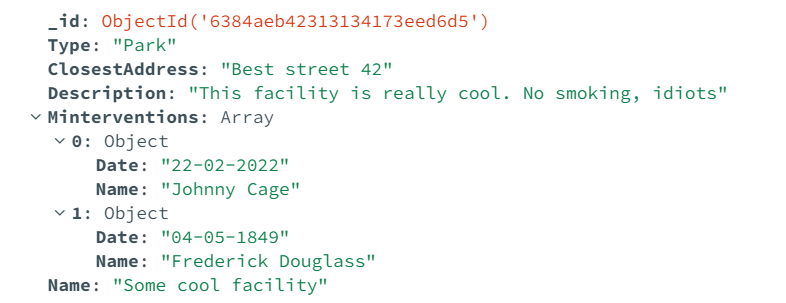 _id: ObjectId('6384aeb42313134173eed6d5')
Type: "Park"
ClosestAddress: "Best street 42"
Description: "This facility is really cool. No smoking, idiots"
Minterventions: Array
0: Object
Date: "22-02-2022"
Name: "Johnny Cage"
1: Object
Date: "04-05-1849"
Name: "Frederick Douglass"
Name: "Some cool facility"